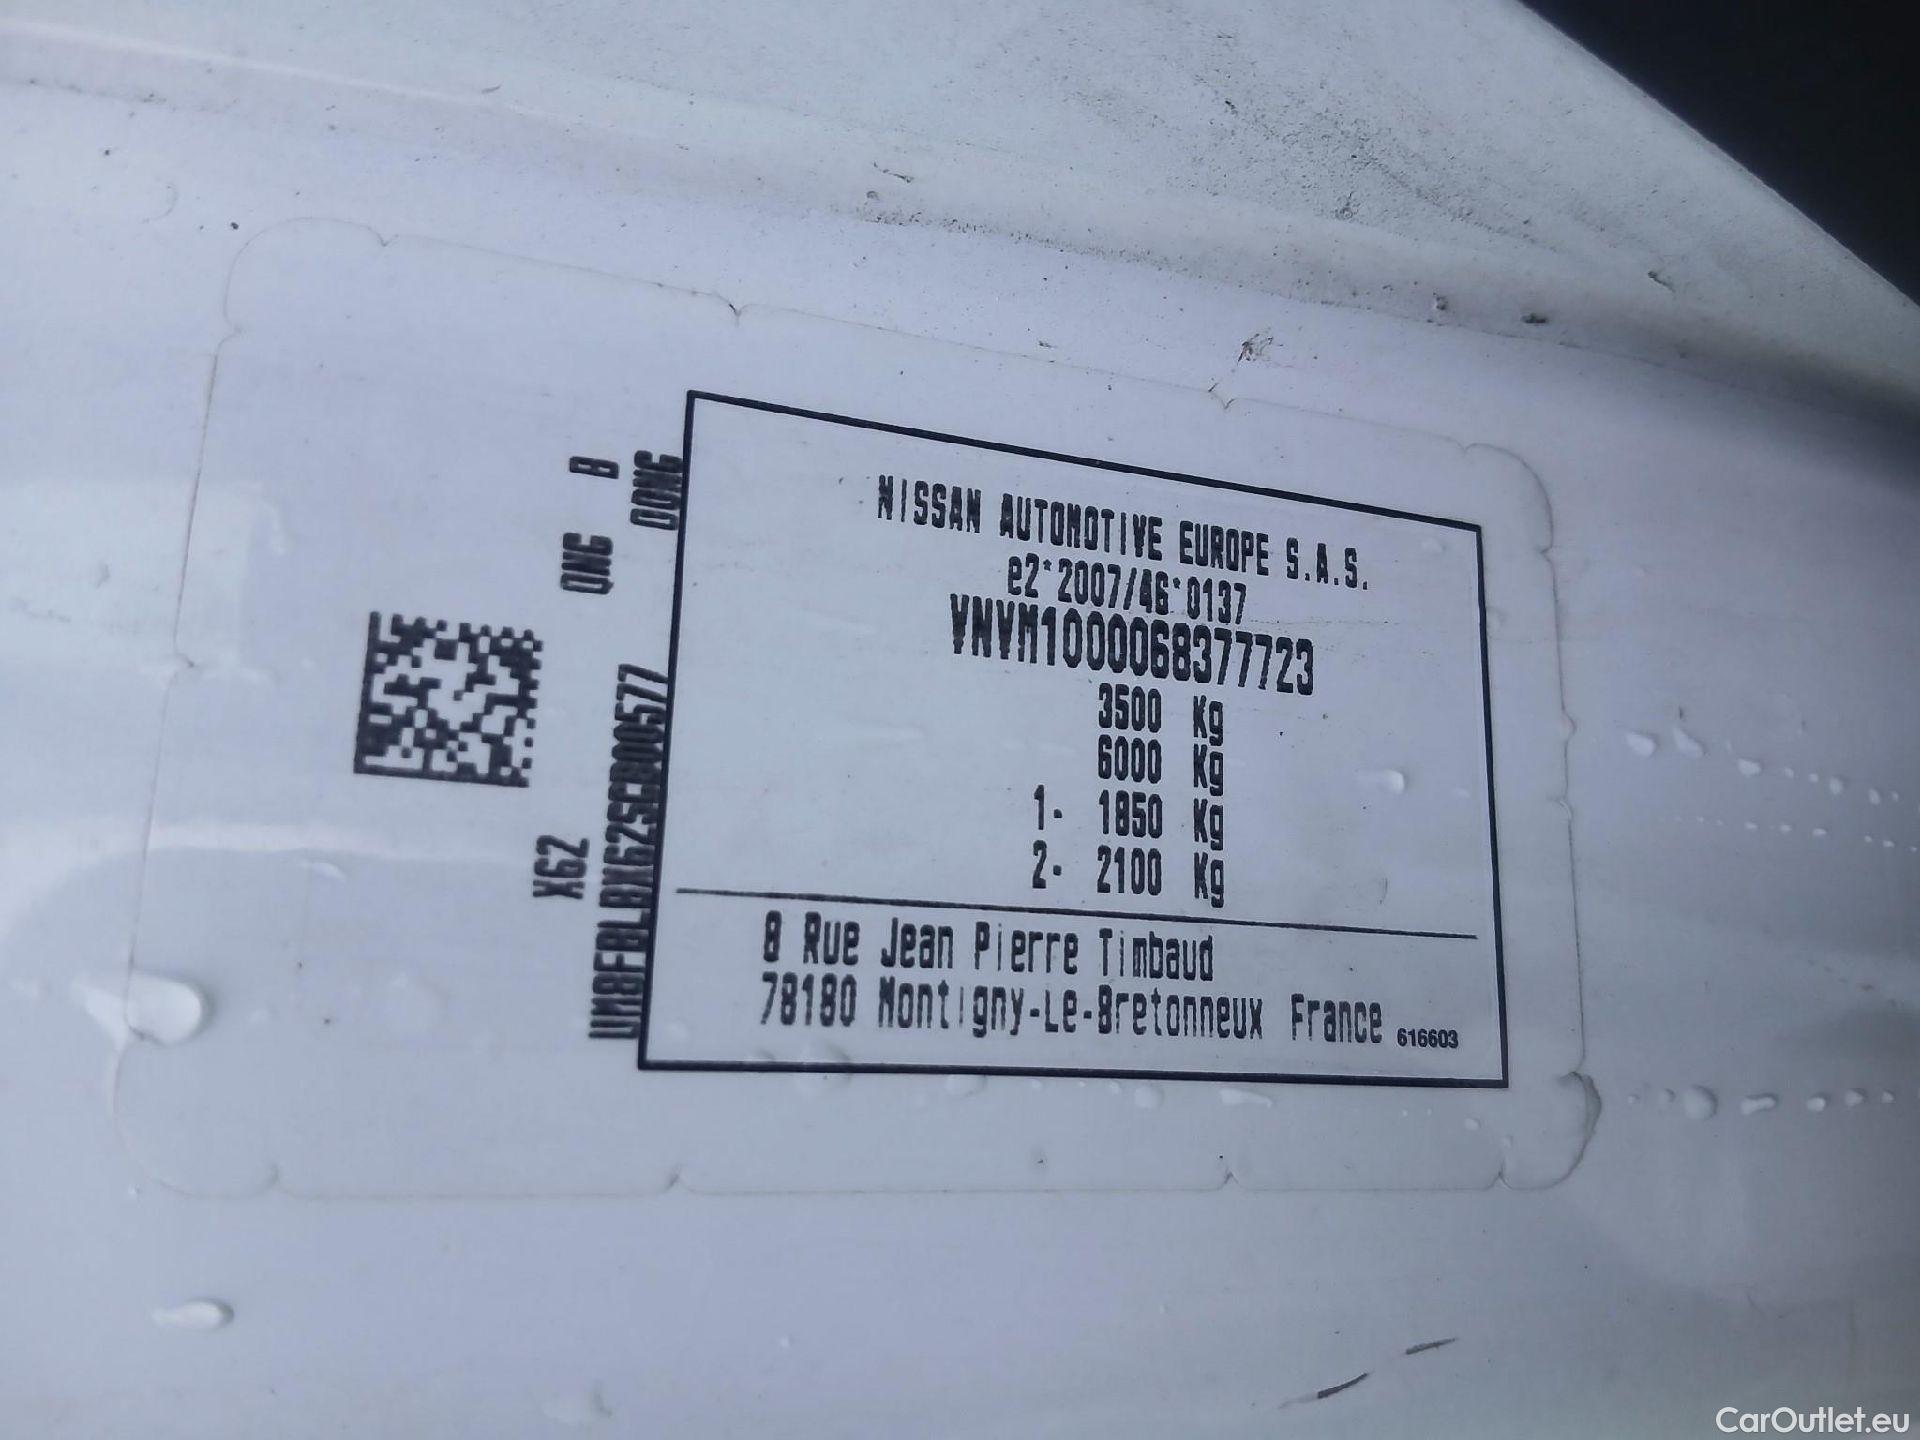 NISSAN AUTOMOTIVE EUROPE S.A.S.
e2*2007/46*0137
VNVM1000068377723
3500 Kg
6000 Kg
1- 1850 Kg
2- 2100 Kg
8 Rue Jean Pierre Timbaud
78180 Montigny-Le-Bretonneux France 616603
X62 QNG B
QQNG
CarOutlet.eu